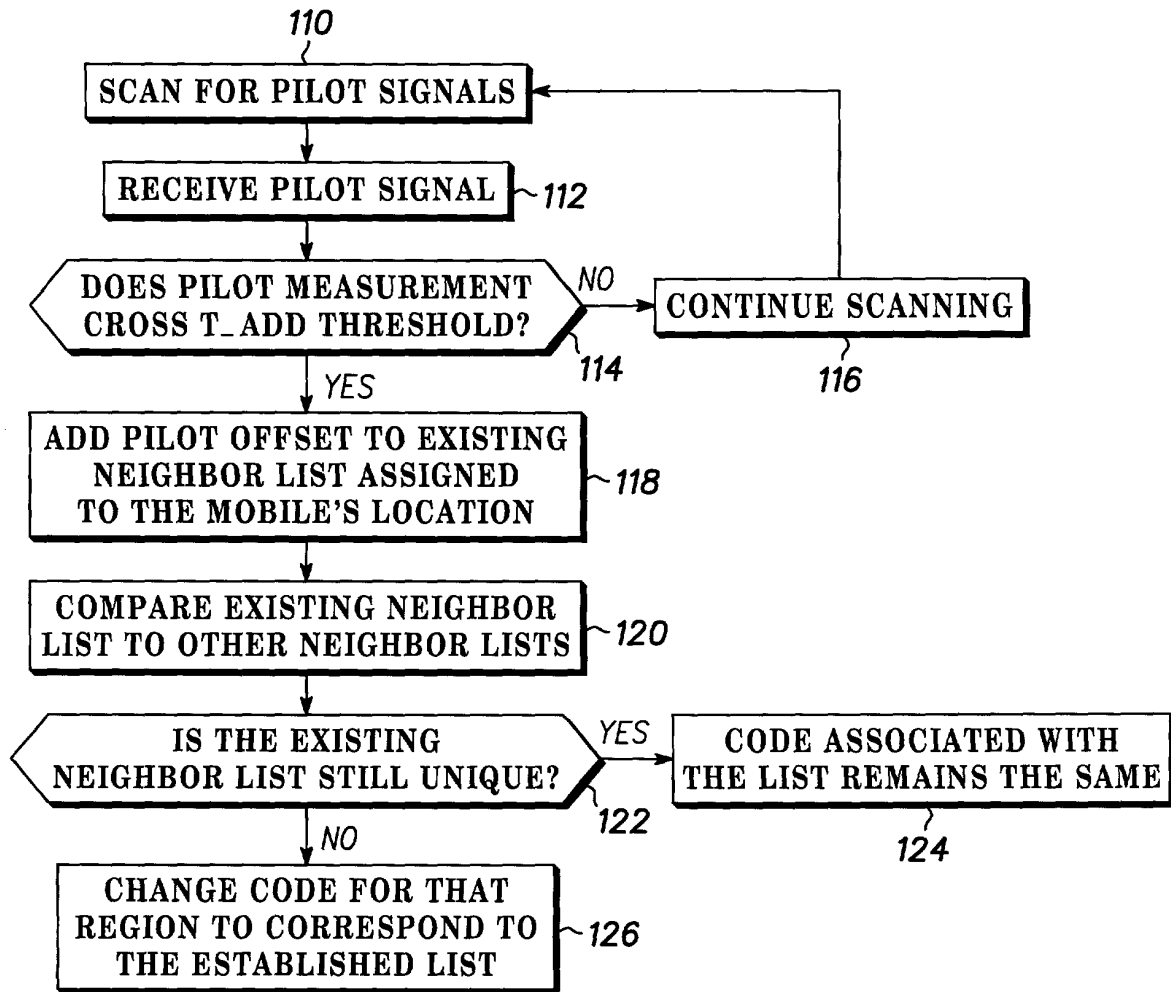 110
SCAN FOR PILOT SIGNALS
RECEIVE PILOT SIGNAL
112
DOES PILOT MEASUREMENT
CROSS T_ADD THRESHOLD?
114
NO
CONTINUE SCANNING
116
YES
ADD PILOT OFFSET TO EXISTING
NEIGHBOR LIST ASSIGNED
TO THE MOBILE'S LOCATION
118
COMPARE EXISTING NEIGHBOR
LIST TO OTHER NEIGHBOR LISTS
120
IS THE EXISTING
NEIGHBOR LIST STILL UNIQUE?
122
YES
CODE ASSOCIATED WITH
THE LIST REMAINS THE SAME
124
NO
CHANGE CODE FOR THAT
REGION TO CORRESPOND TO
THE ESTABLISHED LIST
126